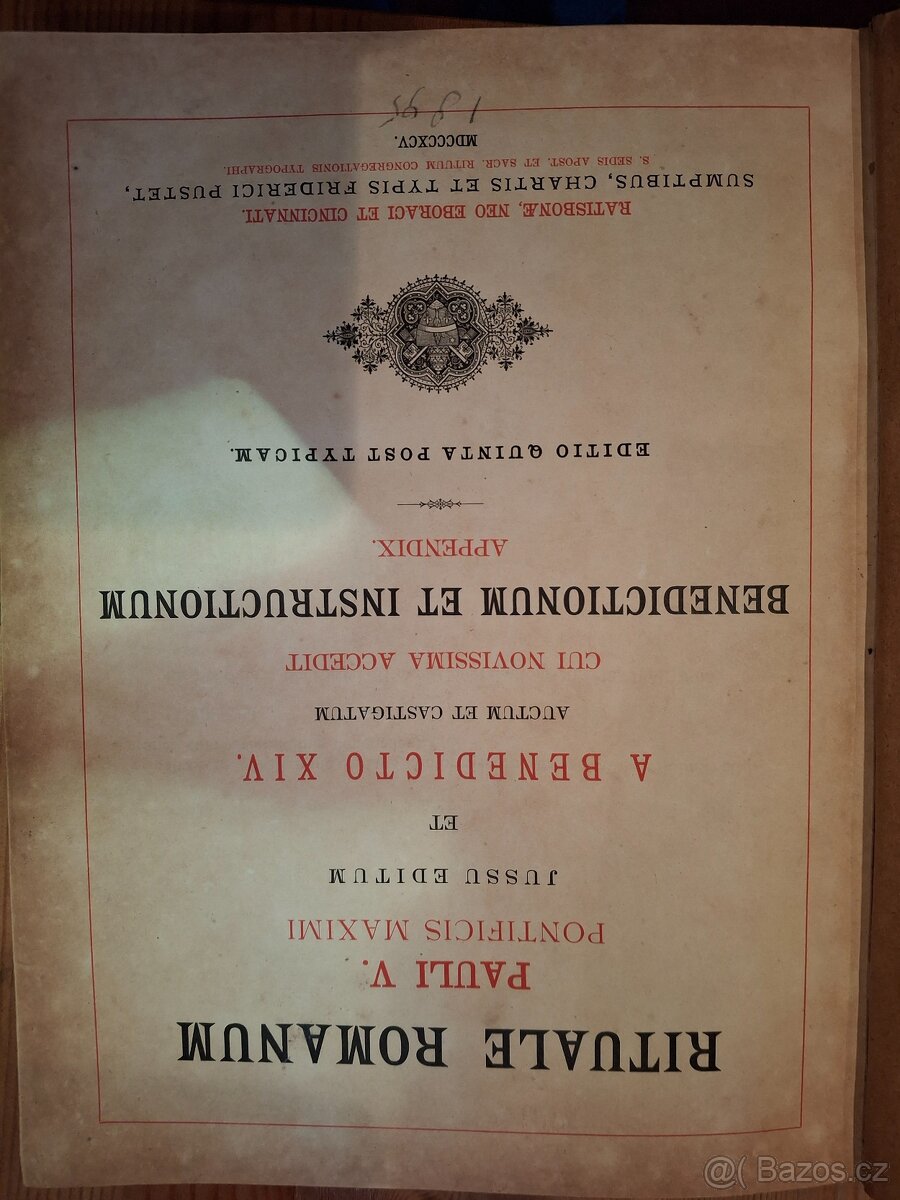 RITUALE ROMANUM
PAULI V.
PONTIFICIS MAXIMI
JUSSU EDITUM
ET
A BENEDICTO XIV.
AUCTUM ET CASTIGATUM
CUI NOVISSIMA ACCEDIT
BENEDICTIONUM ET INSTRUCTIONUM
APPENDIX.
EDITIO QUINTA POST TYPICAM.
RATISBONÆ, NEO EBORACI ET CINCINNATI.
SUMPTIBUS, CHARTIS ET TYPIS FRIDERICI PUSTET,
S. SEDIS APOST. ET SACR. RITUUM CONGREGATIONIS TYPOGRAPHI.
MDCCCXCV.
1895
@( Bazos.cz